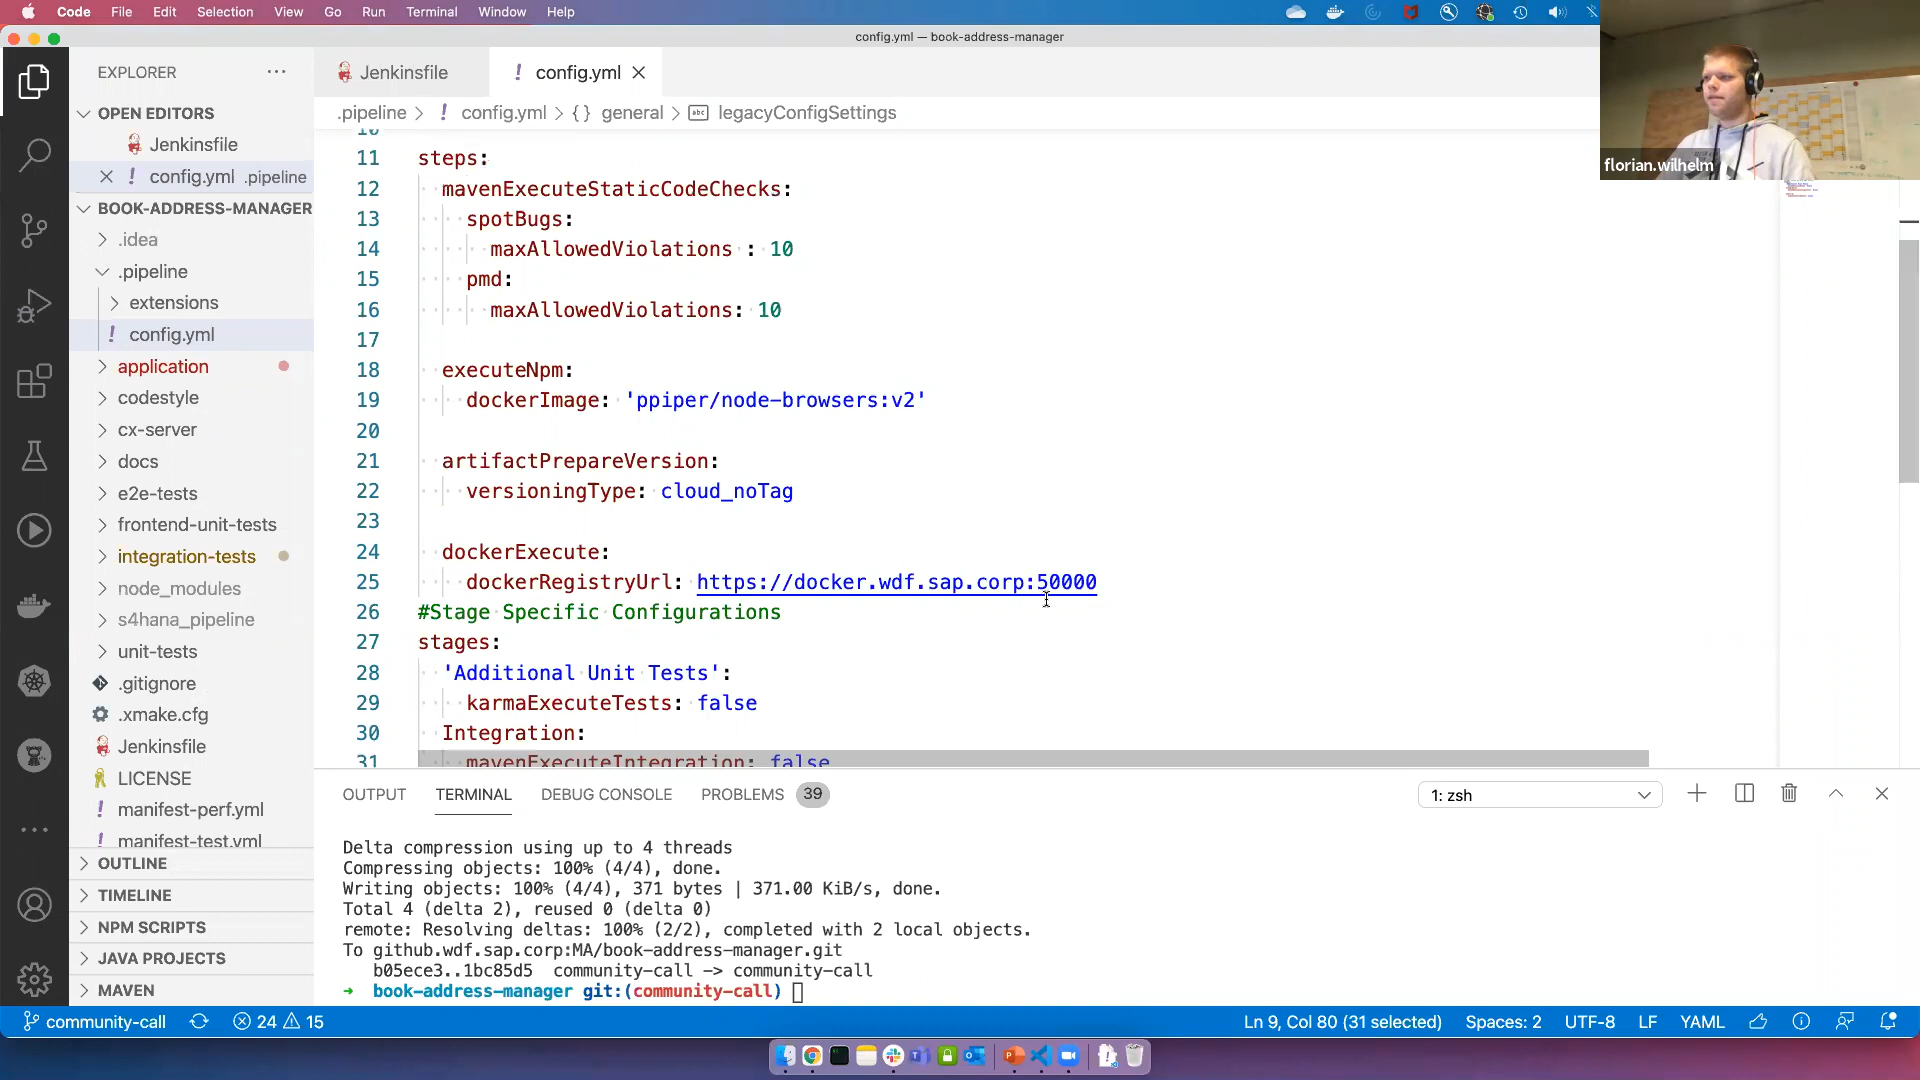 Code File Edit Selection View Go Run Terminal Window Help
config.yml — book-address-manager
EXPLORER
OPEN EDITORS
Jenkinsfile
config.yml .pipeline
BOOK-ADDRESS-MANAGER
.idea
.pipeline
extensions
config.yml
application
codestyle
cx-server
docs
e2e-tests
frontend-unit-tests
integration-tests
node_modules
s4hana_pipeline
unit-tests
.gitignore
.xmake.cfg
Jenkinsfile
LICENSE
manifest-perf.yml
manifest-test.yml
OUTLINE
TIMELINE
NPM SCRIPTS
JAVA PROJECTS
MAVEN
Jenkinsfile
config.yml
.pipeline > ! config.yml > {} general > legacyConfigSettings
10
11 steps:
12 mavenExecuteStaticCodeChecks:
13 spotBugs:
14 maxAllowedViolations : 10
15 pmd:
16 maxAllowedViolations: 10
17
18 executeNpm:
19 dockerImage: 'ppiper/node-browsers:v2'
20
21 artifactPrepareVersion:
22 versioningType: cloud_noTag
23
24 dockerExecute:
25 dockerRegistryUrl: https://docker.wdf.sap.corp:50000
26 #Stage Specific Configurations
27 stages:
28 'Additional Unit Tests':
29 karmaExecuteTests: false
30 Integration:
31 mavenExecuteIntegration: false
florian.wilhelm
OUTPUT TERMINAL DEBUG CONSOLE PROBLEMS 39
1: zsh
Delta compression using up to 4 threads
Compressing objects: 100% (4/4), done.
Writing objects: 100% (4/4), 371 bytes | 371.00 KiB/s, done.
Total 4 (delta 2), reused 0 (delta 0)
remote: Resolving deltas: 100% (2/2), completed with 2 local objects.
To github.wdf.sap.corp:MA/book-address-manager.git
b05ece3..1bc85d5 community-call -> community-call
➜ book-address-manager git:(community-call)
community-call 24 15
Ln 9, Col 80 (31 selected) Spaces: 2 UTF-8 LF YAML